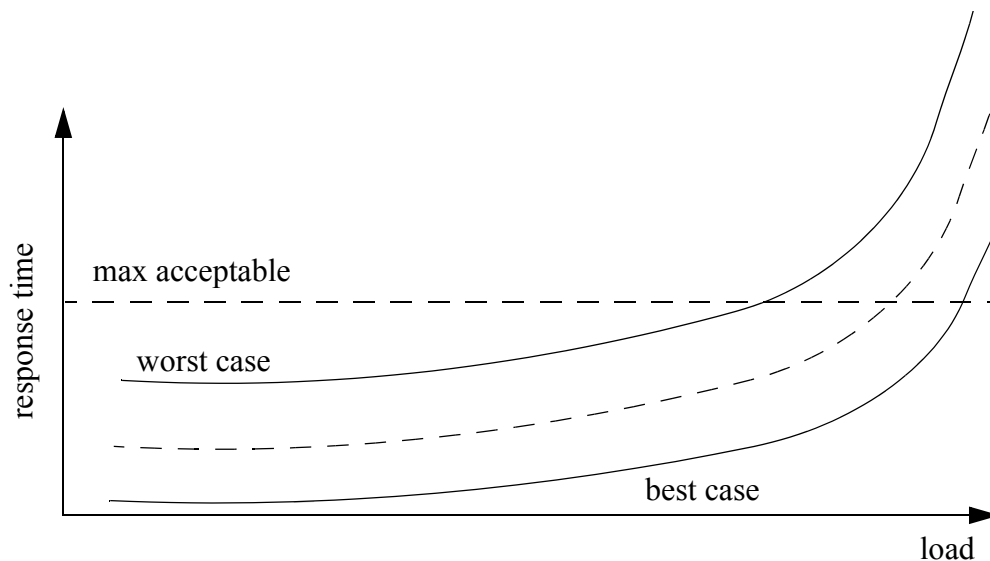 max acceptable
response time
worst case
best case
load